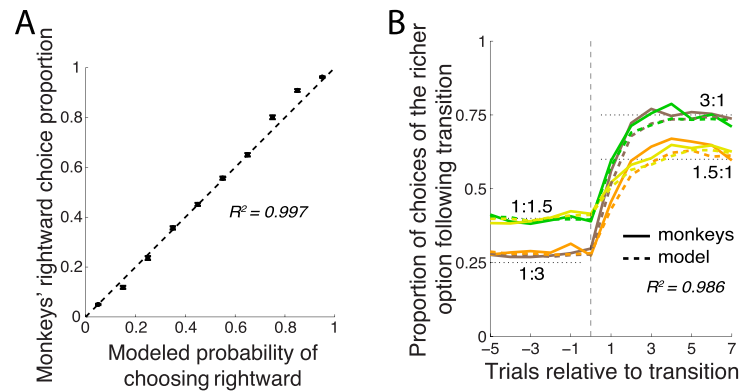 A
Monkeys' rightward choice proportion
1
0.8
0.6
0.4
0.2
0
R² = 0.997
0 0.2 0.4 0.6 0.8 1
Modeled probability of
choosing rightward
B
Proportion of choices of the richer
option following transition
1
0.75
0.5
0.25
0
3:1
1.5:1
1:1.5
1:3
monkeys
model
R² = 0.986
−5 −3 −1 1 3 5 7
Trials relative to transition